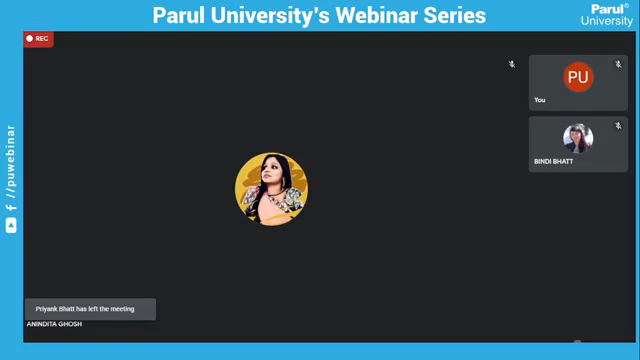 Parul University's Webinar Series
Parul®
University
REC
PU
You
BINDI BHATT
//puwebinar
Priyank Bhatt has left the meeting
ANINDITA GHOSH